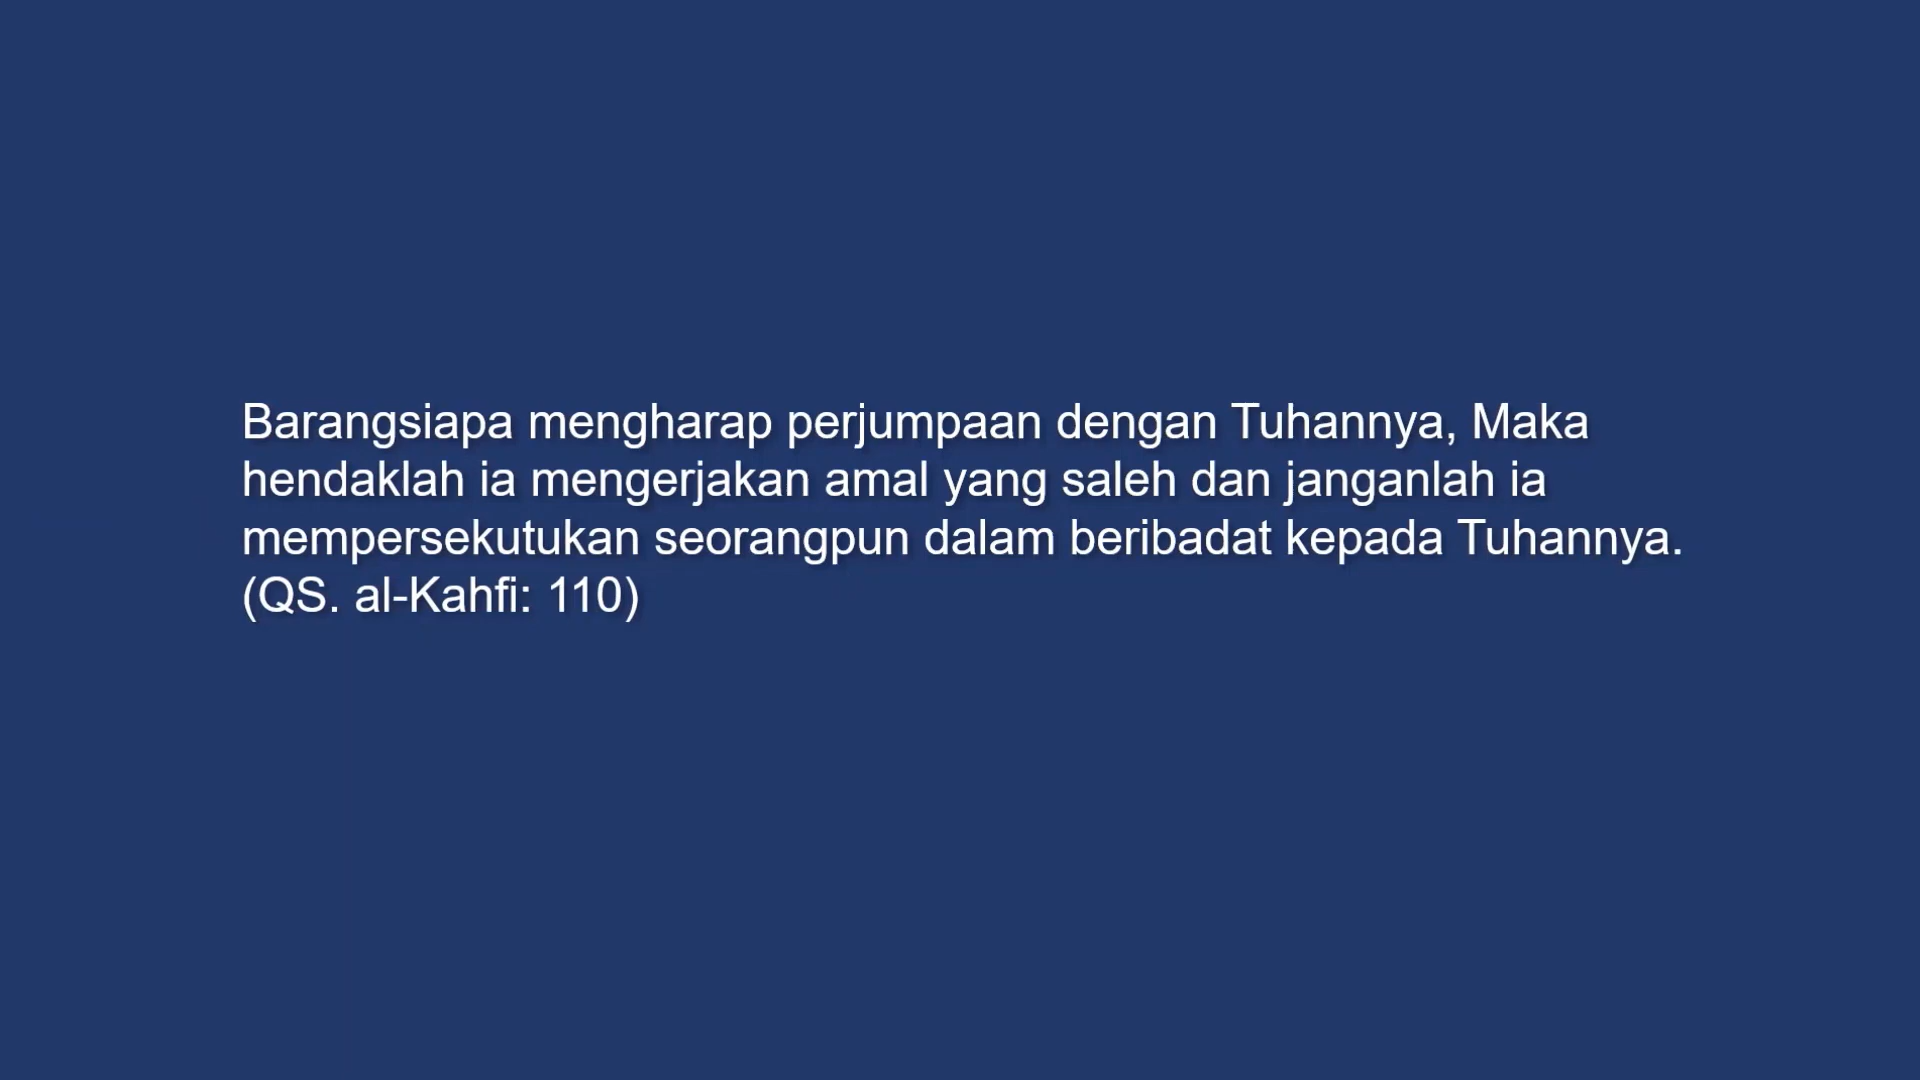 Barangsiapa mengharap perjumpaan dengan Tuhannya, Maka
hendaklah ia mengerjakan amal yang saleh dan janganlah ia
mempersekutukan seorangpun dalam beribadat kepada Tuhannya.
(QS. al-Kahfi: 110)